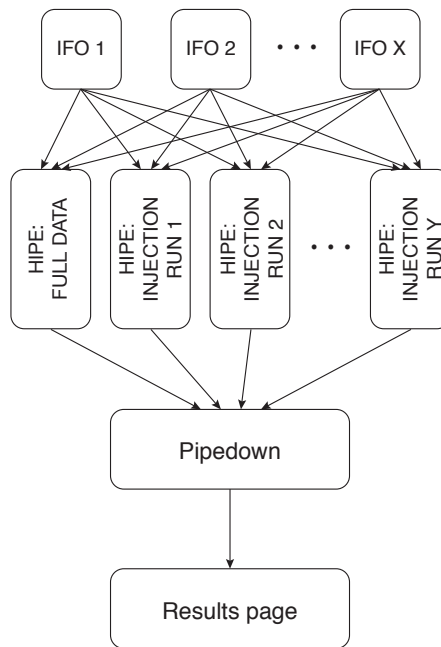 IFO 1
IFO 2
• • •
IFO X
HIPE:
FULL DATA
HIPE:
INJECTION
RUN 1
HIPE:
INJECTION
RUN 2
• • •
HIPE:
INJECTION
RUN Y
Pipedown
Results page